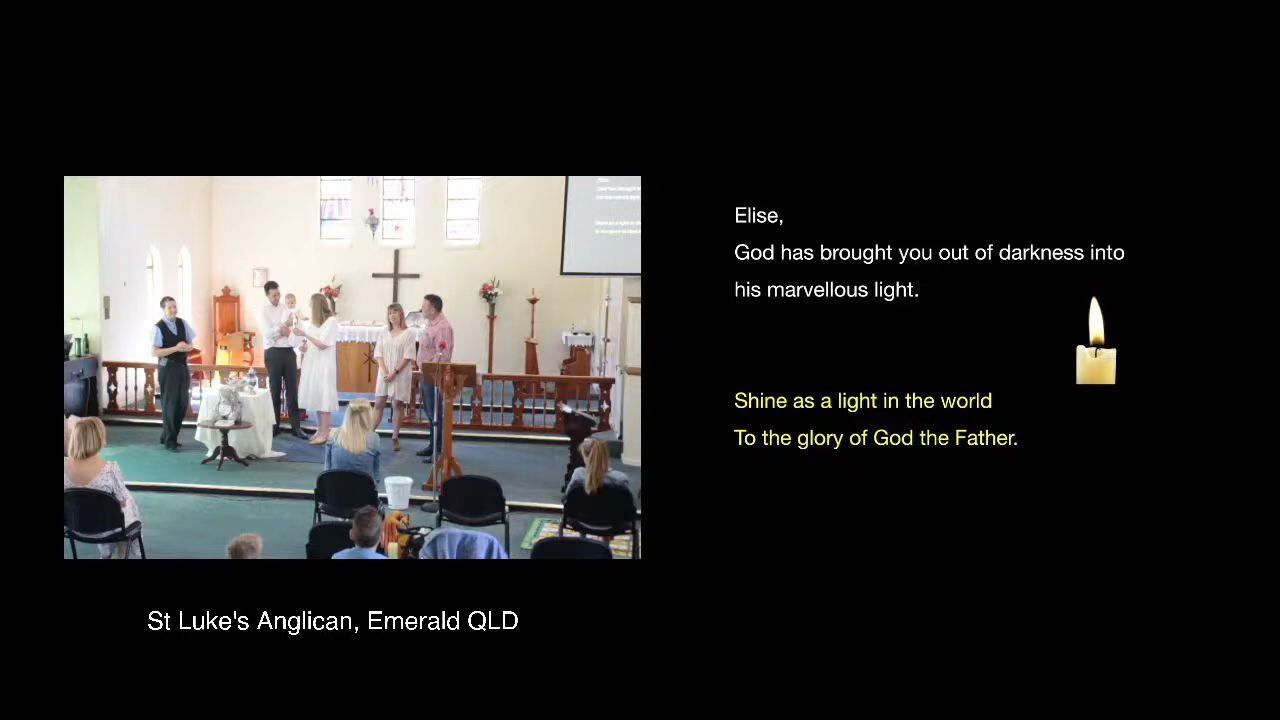 Elise,
God has brought you out of darkness into
his marvellous light.
Shine as a light in the world
To the glory of God the Father.
St Luke's Anglican, Emerald QLD